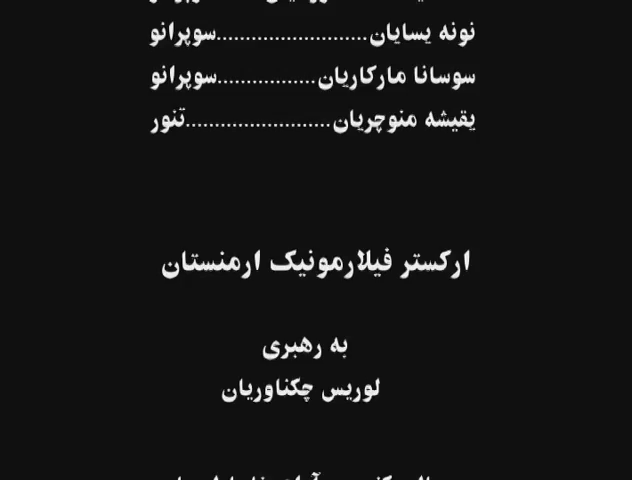 نونه یسایان..........................سوپرانو
سوسانا مارکاریان.................سوپرانو
یقیشه منوچریان.........................تنور
ارکستر فیلارمونیک ارمنستان
به رهبری
لوریس چکناوریان